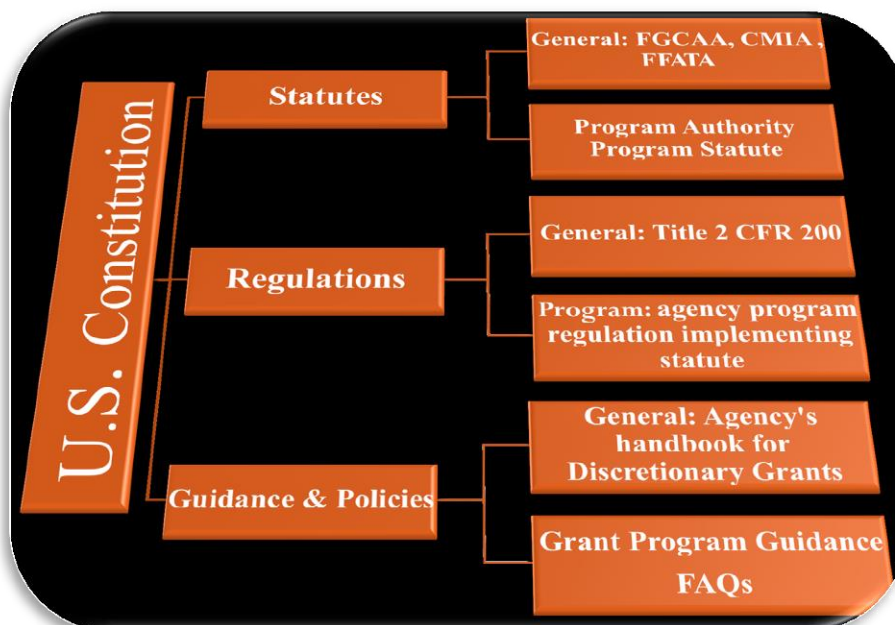 U.S. Constitution
Statutes
General: FGCAA, CMIA ,
FFATA
Program Authority
Program Statute
Regulations
General: Title 2 CFR 200
Program: agency program
regulation implementing
statute
Guidance & Policies
General: Agency's
handbook for
Discretionary Grants
Grant Program Guidance
FAQs